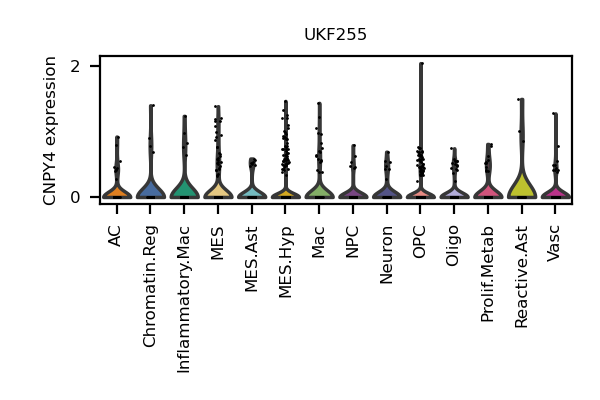 UKF255
CNPY4 expression
2
0
AC
Chromatin.Reg
Inflammatory.Mac
MES
MES.Ast
MES.Hyp
Mac
NPC
Neuron
OPC
Oligo
Prolif.Metab
Reactive.Ast
Vasc